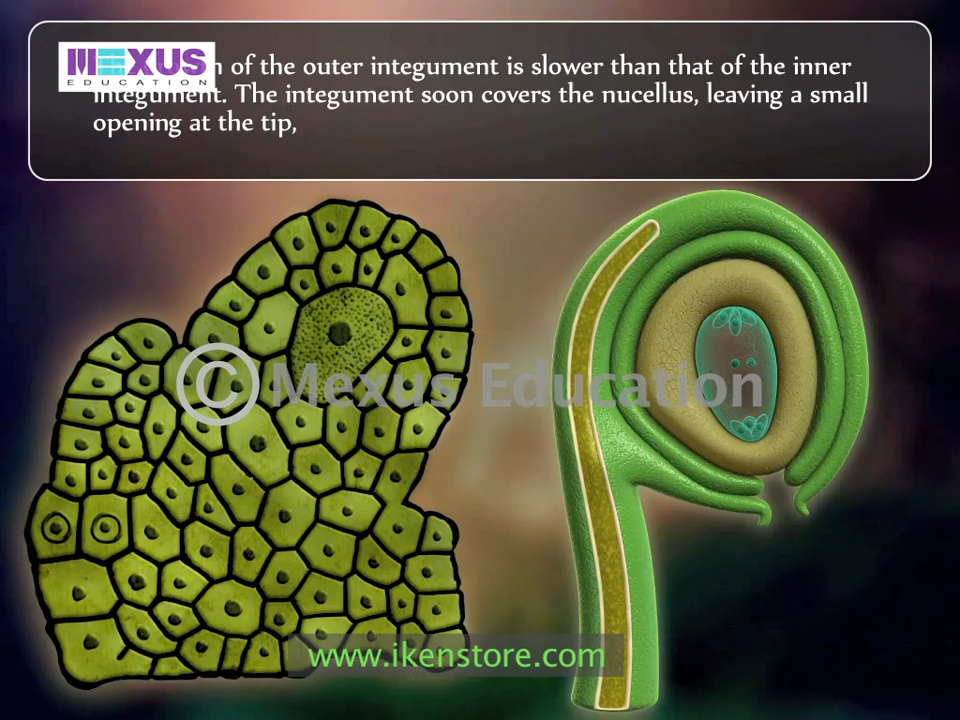 MEXUS
EDUCATION
of the outer integument is slower than that of the inner
integument. The integument soon covers the nucellus, leaving a small
opening at the tip,
© Mexus Education
www.ikenstore.com